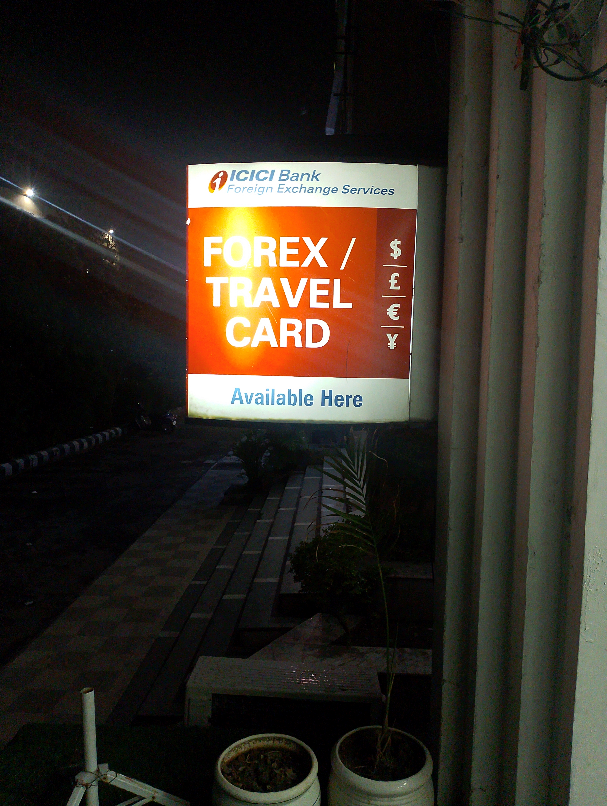 ICICI Bank
Foreign Exchange Services
FOREX /
TRAVEL
CARD
$
£
€
¥
Available Here